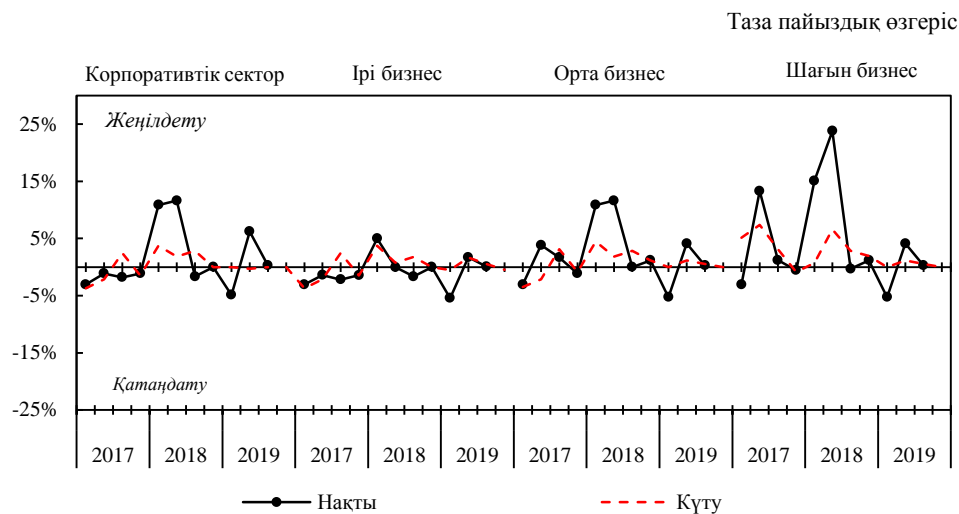 Таза пайыздық өзгеріс
Корпоративтік сектор Ірі бизнес Орта бизнес Шағын бизнес
25%
Жеңілдету
15%
5%
-5%
-15%
Қатаңдату
-25%
2017 2018 2019 2017 2018 2019 2017 2018 2019 2017 2018 2019
Нақты Күту